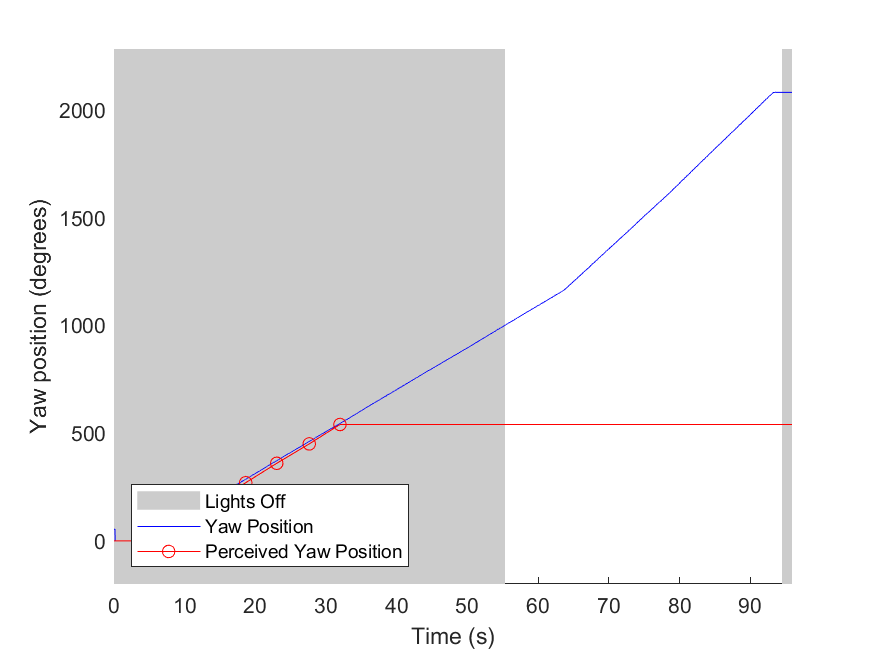 2000
1500
1000
500
0
Yaw position (degrees)
Lights Off
Yaw Position
Perceived Yaw Position
0 10 20 30 40 50 60 70 80 90
Time (s)